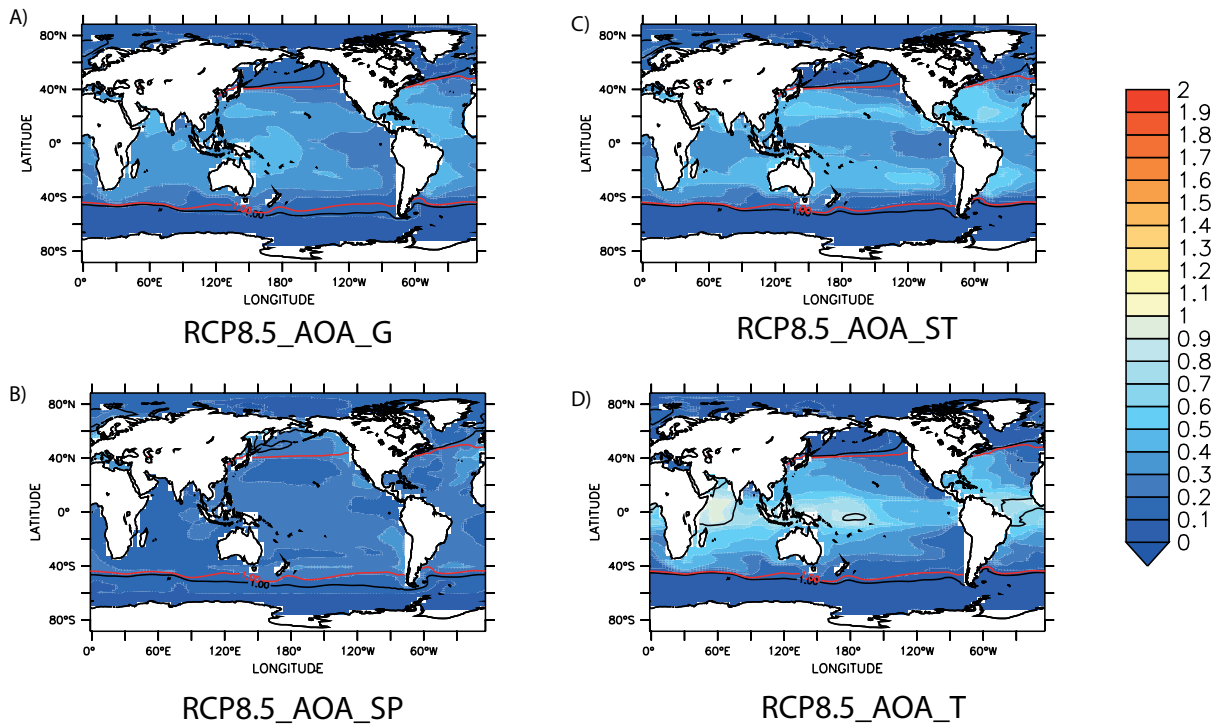 A)
80°N
40°N
0°
40°S
80°S
LATITUDE
1.00
0°
60°E
120°E
180°
120°W
60°W
LONGITUDE
RCP8.5_AOA_G
C)
80°N
40°N
0°
40°S
80°S
LATITUDE
1.00
0°
60°E
120°E
180°
120°W
60°W
LONGITUDE
RCP8.5_AOA_ST
B)
80°N
40°N
0°
40°S
80°S
LATITUDE
1.00
0°
60°E
120°E
180°
120°W
60°W
LONGITUDE
RCP8.5_AOA_SP
D)
80°N
40°N
0°
40°S
80°S
LATITUDE
1.00
0°
60°E
120°E
180°
120°W
60°W
LONGITUDE
RCP8.5_AOA_T
2
1.9
1.8
1.7
1.6
1.5
1.4
1.3
1.2
1.1
1
0.9
0.8
0.7
0.6
0.5
0.4
0.3
0.2
0.1
0